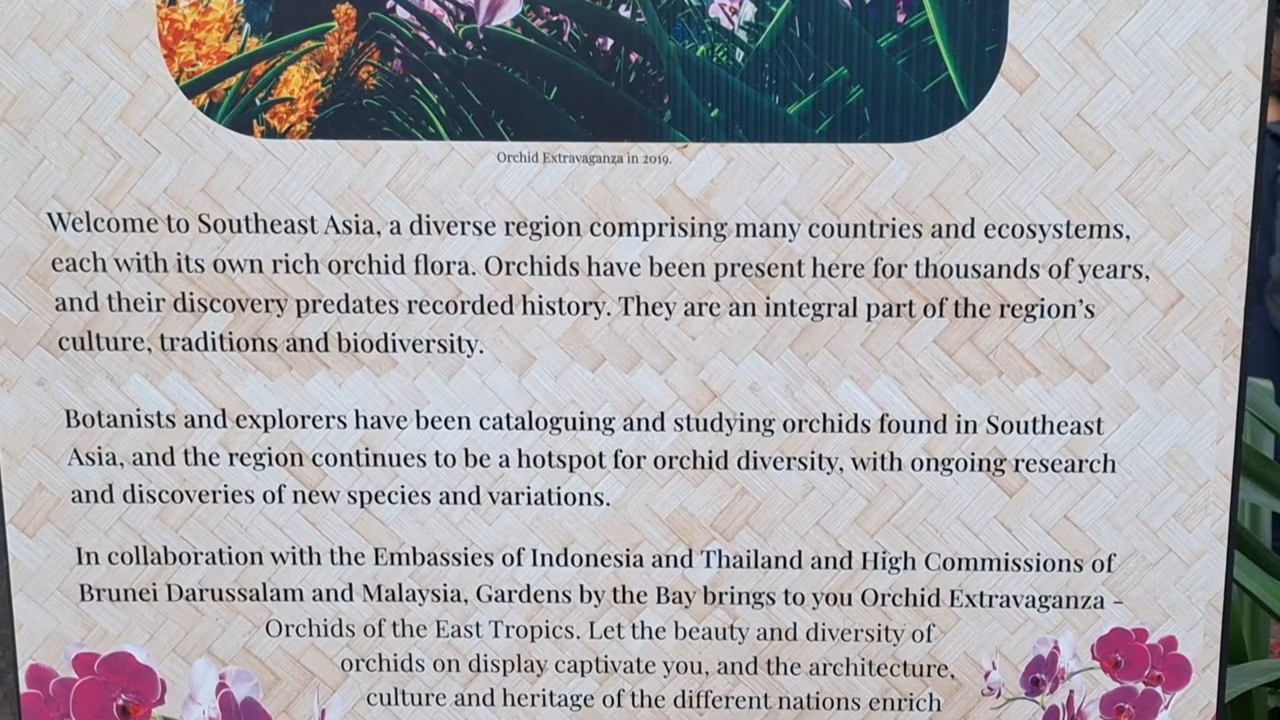 Orchid Extravaganza in 2019.
Welcome to Southeast Asia, a diverse region comprising many countries and ecosystems,
each with its own rich orchid flora. Orchids have been present here for thousands of years,
and their discovery predates recorded history. They are an integral part of the region’s
culture, traditions and biodiversity.
Botanists and explorers have been cataloguing and studying orchids found in Southeast
Asia, and the region continues to be a hotspot for orchid diversity, with ongoing research
and discoveries of new species and variations.
In collaboration with the Embassies of Indonesia and Thailand and High Commissions of
Brunei Darussalam and Malaysia, Gardens by the Bay brings to you Orchid Extravaganza –
Orchids of the East Tropics. Let the beauty and diversity of
orchids on display captivate you, and the architecture,
culture and heritage of the different nations enrich